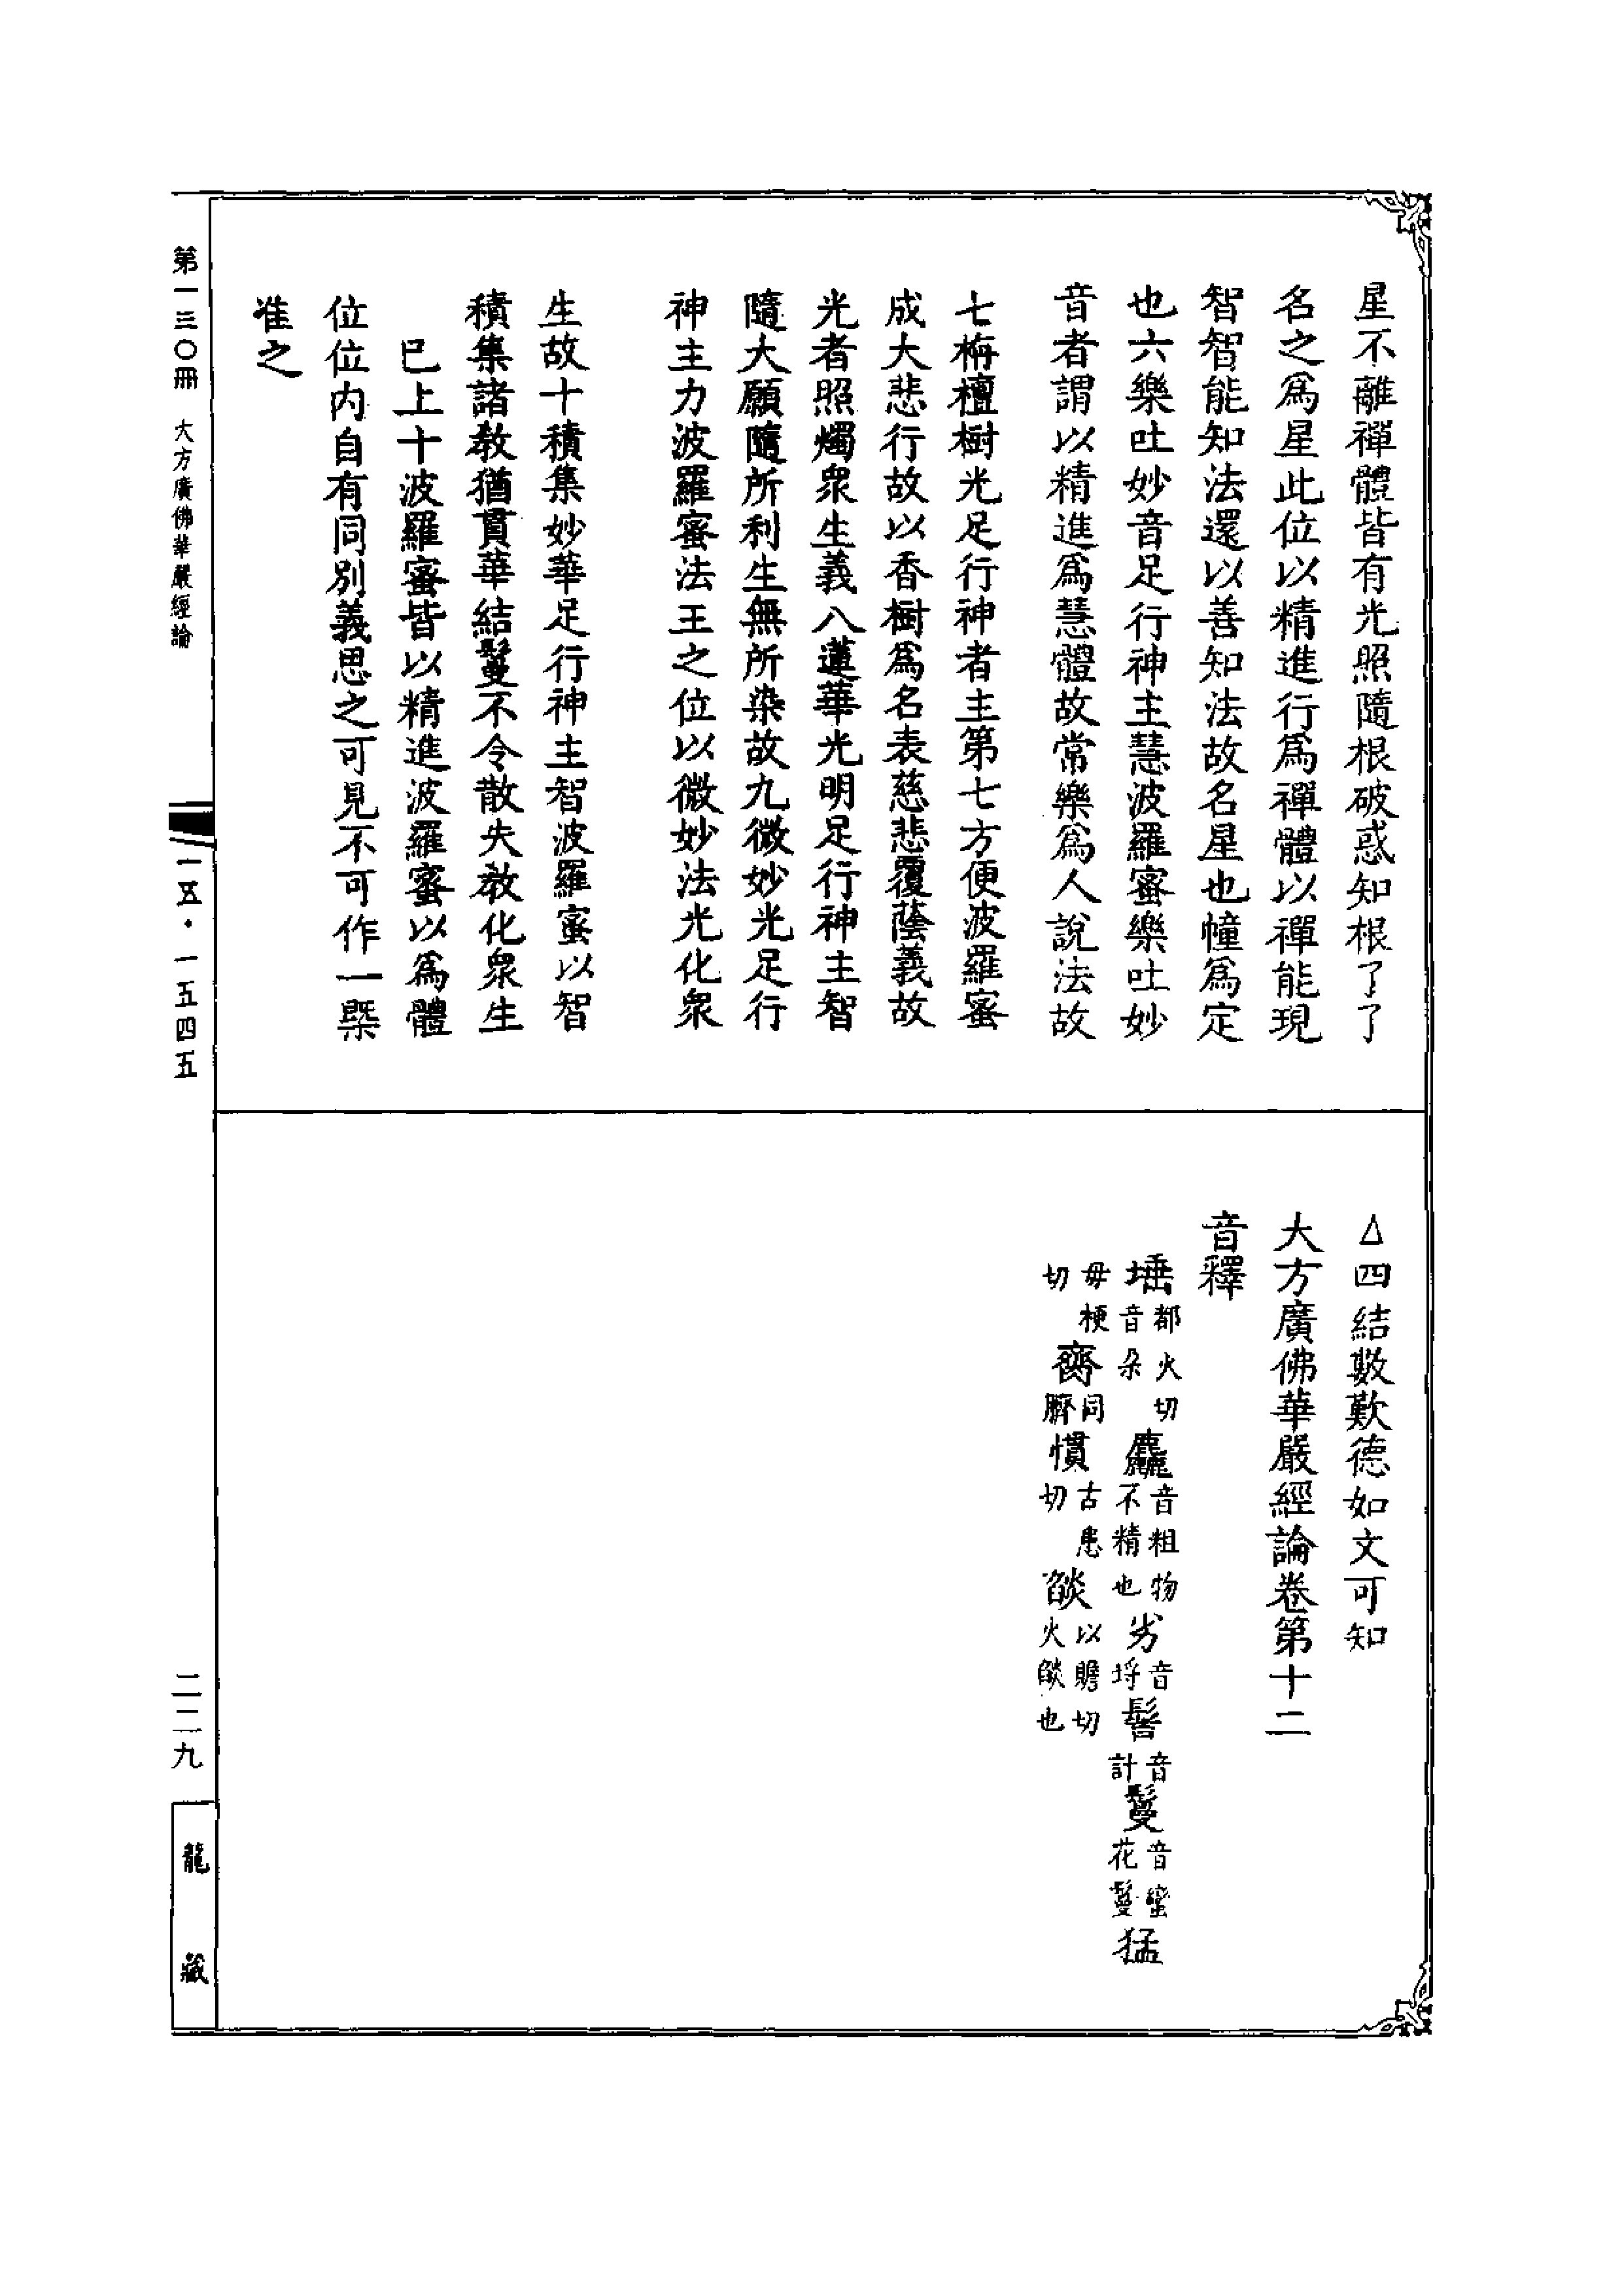 星不離禪體皆有光照隨根破惑知根了了
名之為星此位以精進行為禪體以禪能現
智智能知法還以善知法故名星也幢為定
也六樂吐妙音足行神主慧波羅蜜樂吐妙
音者謂以精進為慧體故常樂為人說法故
七栴檀樹光足行神者主第七方便波羅蜜
成大悲行故以香樹為名表慈悲覆蔭義故
光者照燭眾生義八蓮華光明足行神主智
隨大願隨所利生無所染故九微妙光足行
神主力波羅蜜法王之位以微妙法光化眾
生故十積集妙華足行神主智波羅蜜以智
積集諸教猶貫華結鬘不令散失教化眾生
已上十波羅蜜皆以精進波羅蜜以為體
位位內自有同別義思之可見不可作一槩
准之
△四結數歎德如文可知
大方廣佛華嚴經論卷第十二
音釋
埵都火切音朵 麤音粗物不精也 劣音埒 髻音計 鬘音蠻花鬘 猛
毋梗切 齊同臍 慣古患切 燄以贍切火燄也
第一三〇冊 大方廣佛華嚴經論
一五·一五四五
二二九
龍藏